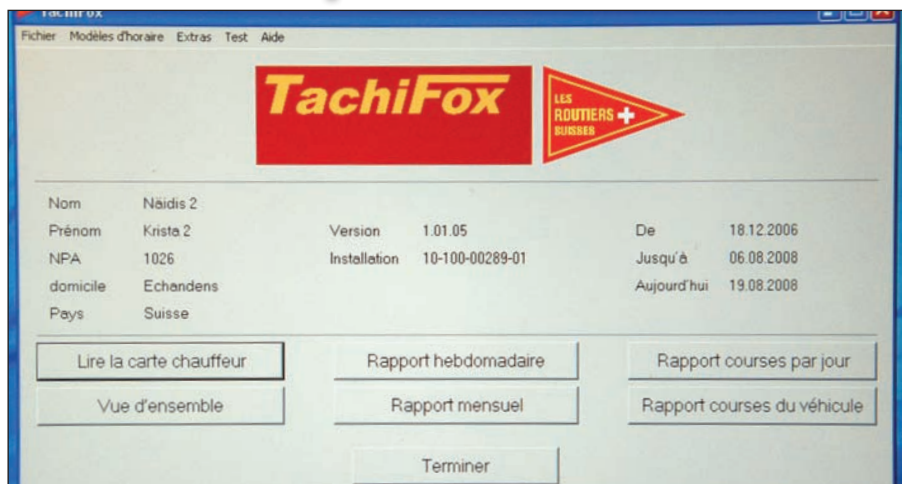 TachiFox
Fichier Modèles d'horaire Extras Test Aide
TachiFox
LES
ROUTIERS
SUISSES
Nom Näidis 2
Prénom Krista 2 Version 1.01.05 De 18.12.2006
NPA 1026 Installation 10-100-00289-01 Jusqu'à 06.08.2008
domicile Echandens Aujourd'hui 19.08.2008
Pays Suisse
Lire la carte chauffeur Rapport hebdomadaire Rapport courses par jour
Vue d'ensemble Rapport mensuel Rapport courses du véhicule
Terminer